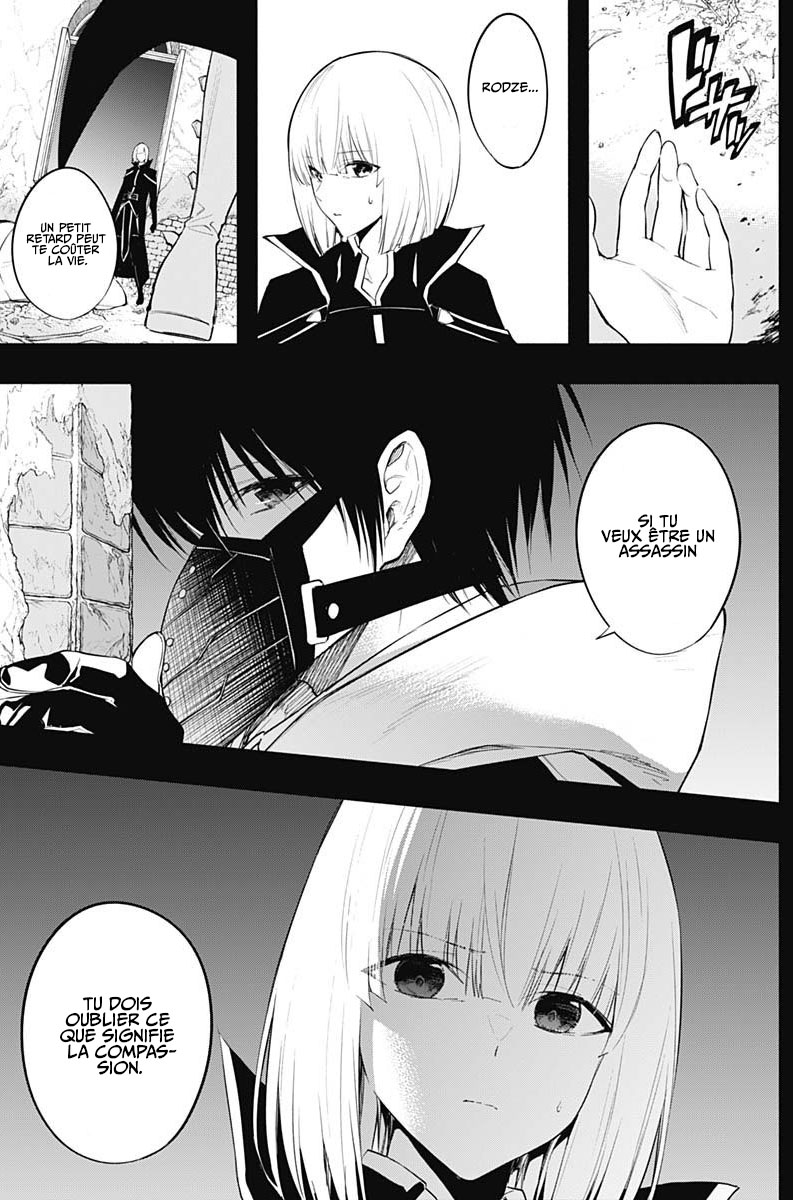 RODZE...
UN PETIT
RETARD PEUT
TE COÛTER
LA VIE.
SI TU
VEUX ÊTRE UN
ASSASSIN
TU DOIS
OUBLIER CE
QUE SIGNIFIE
LA COMPAS-
SION.